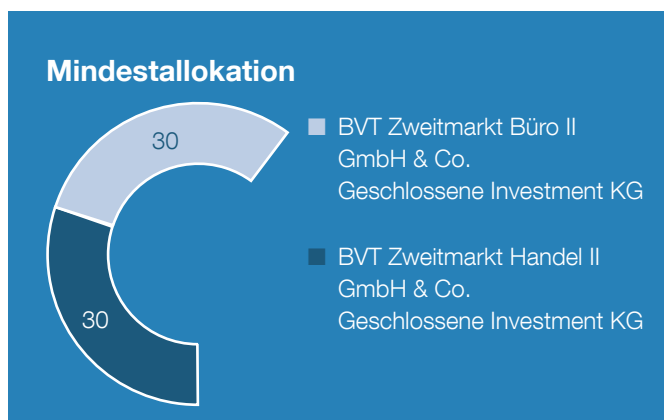 Mindestallokation
30
BVT Zweitmarkt Büro II
GmbH & Co.
Geschlossene Investment KG
30
BVT Zweitmarkt Handel II
GmbH & Co.
Geschlossene Investment KG